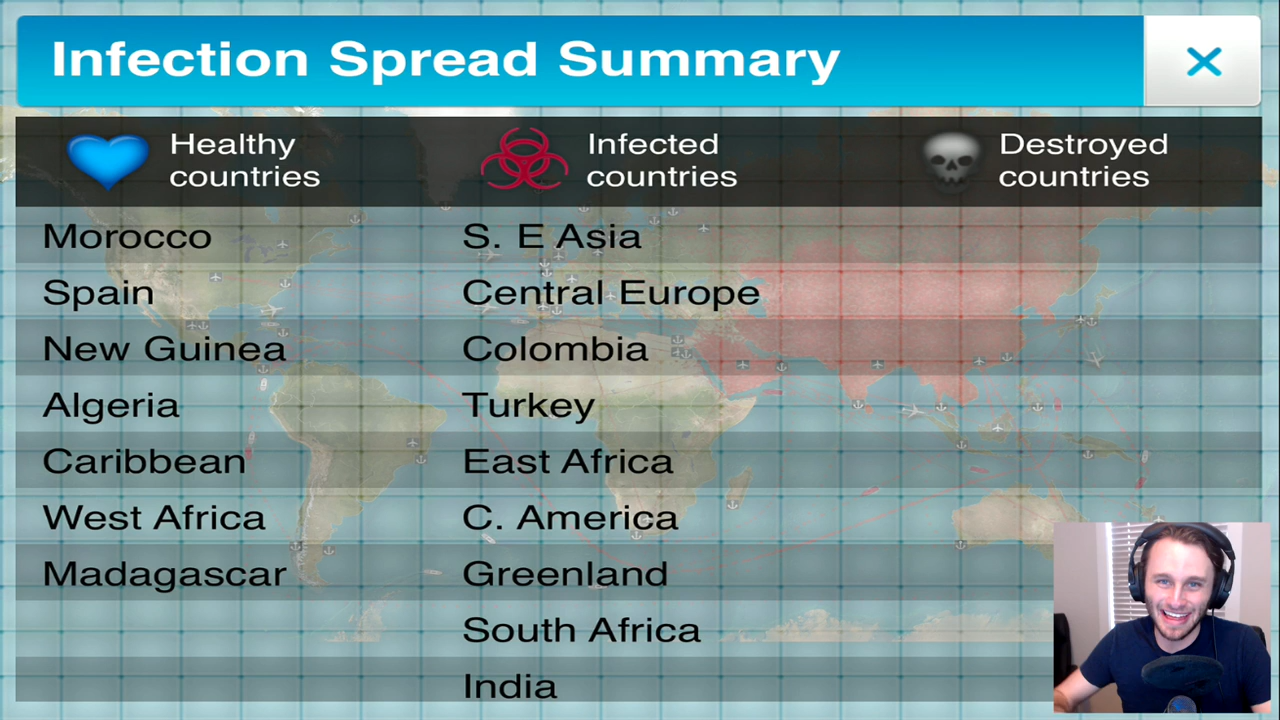 Infection Spread Summary
Healthy countries
Infected countries
Destroyed countries
Morocco
S. E Asia
Spain
Central Europe
New Guinea
Colombia
Algeria
Turkey
Caribbean
East Africa
West Africa
C. America
Madagascar
Greenland
South Africa
India